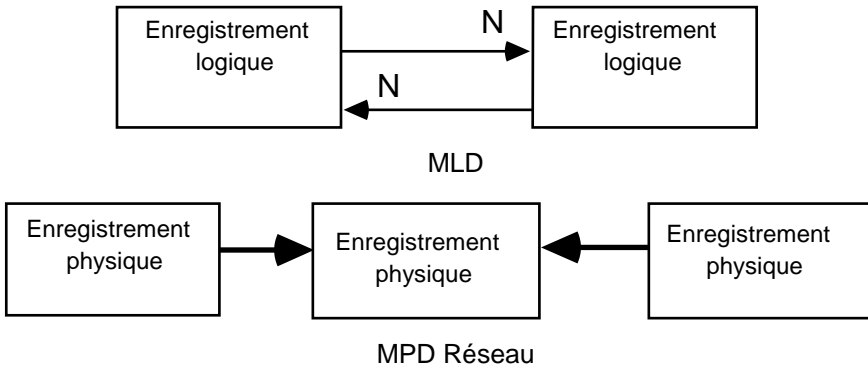 Enregistrement
logique
N
Enregistrement
logique
N
MLD
Enregistrement
physique
Enregistrement
physique
Enregistrement
physique
MPD Réseau